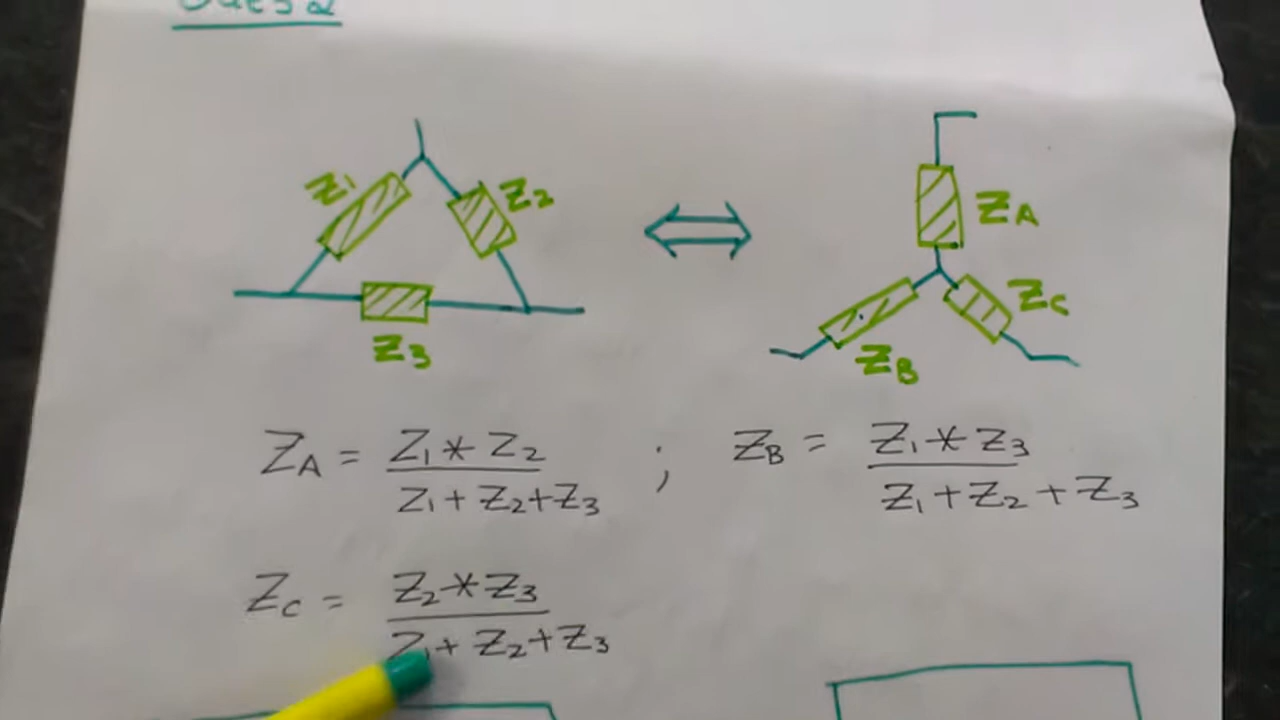 Z1 Z2
Z3
ZA
ZC
ZB
ZA = Z1 * Z2 / Z1 + Z2 + Z3 ; ZB = Z1 * Z3 / Z1 + Z2 + Z3
ZC = Z2 * Z3 / Z1 + Z2 + Z3